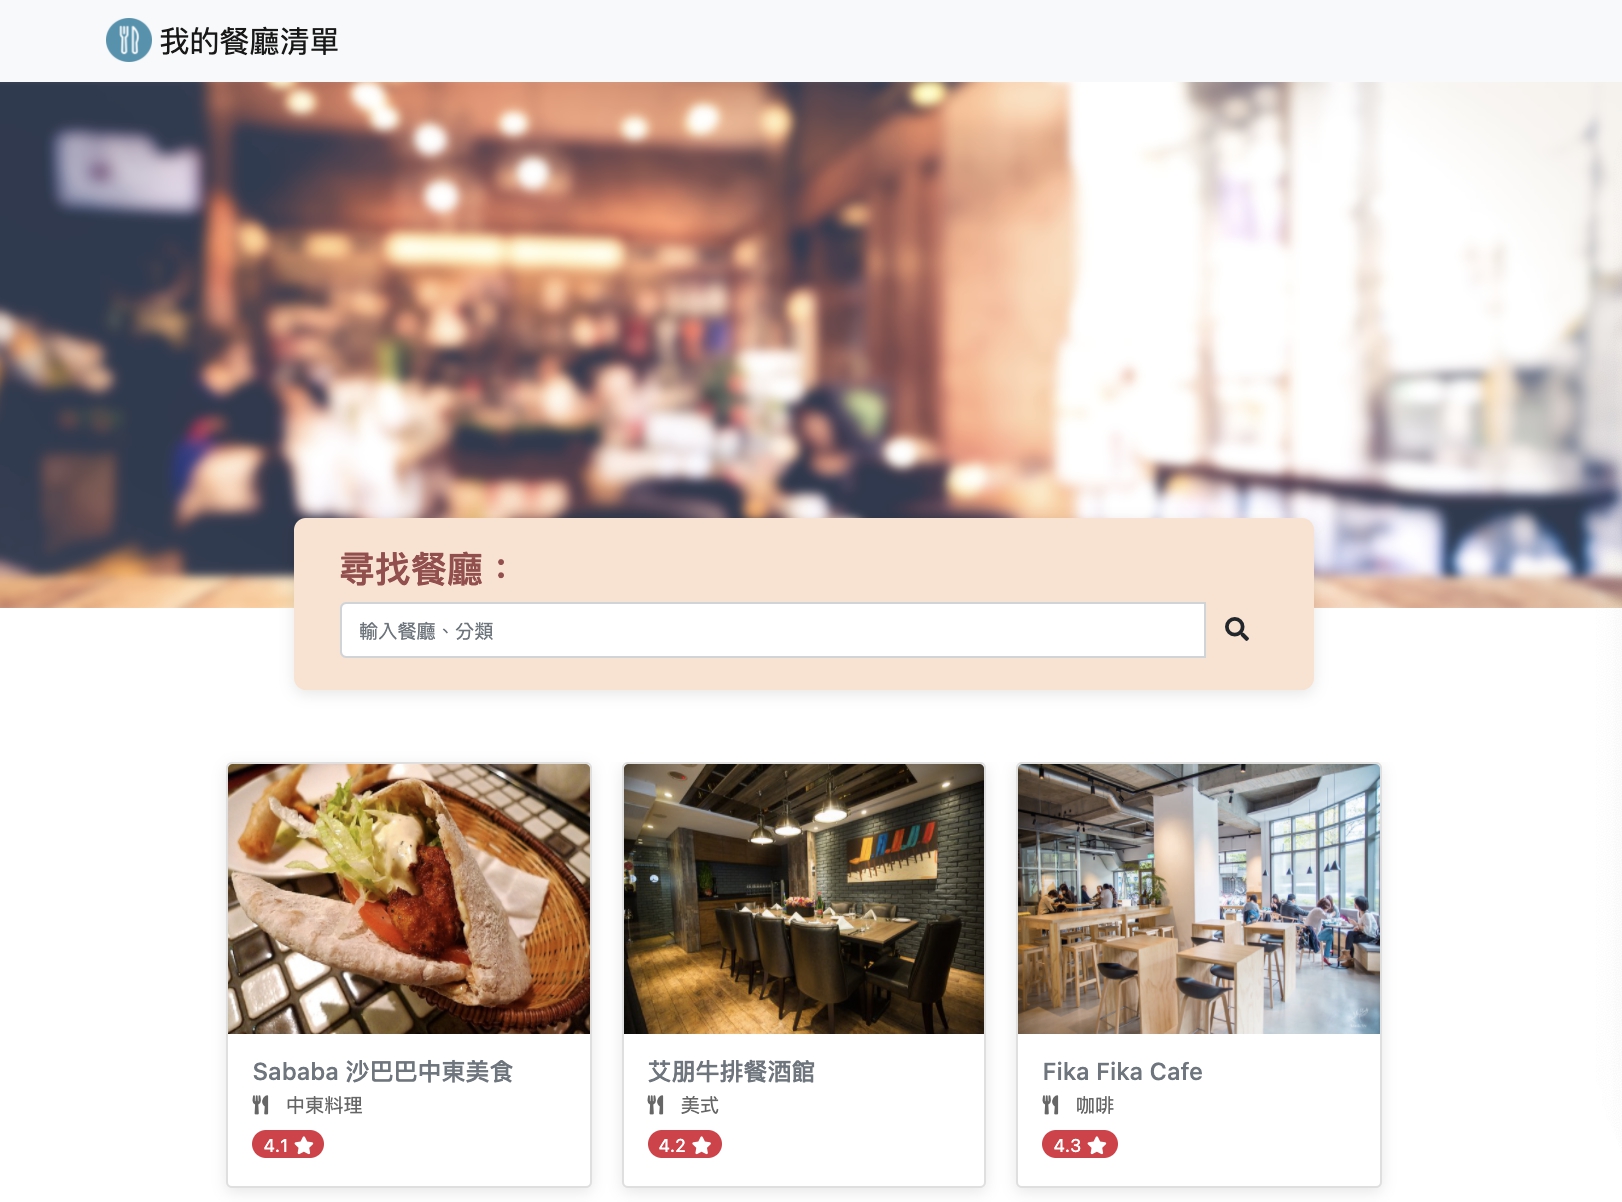 我的餐廳清單
尋找餐廳：
輸入餐廳、分類
Sababa 沙巴巴中東美食
中東料理
4.1
艾朋牛排餐酒館
美式
4.2
Fika Fika Cafe
咖啡
4.3